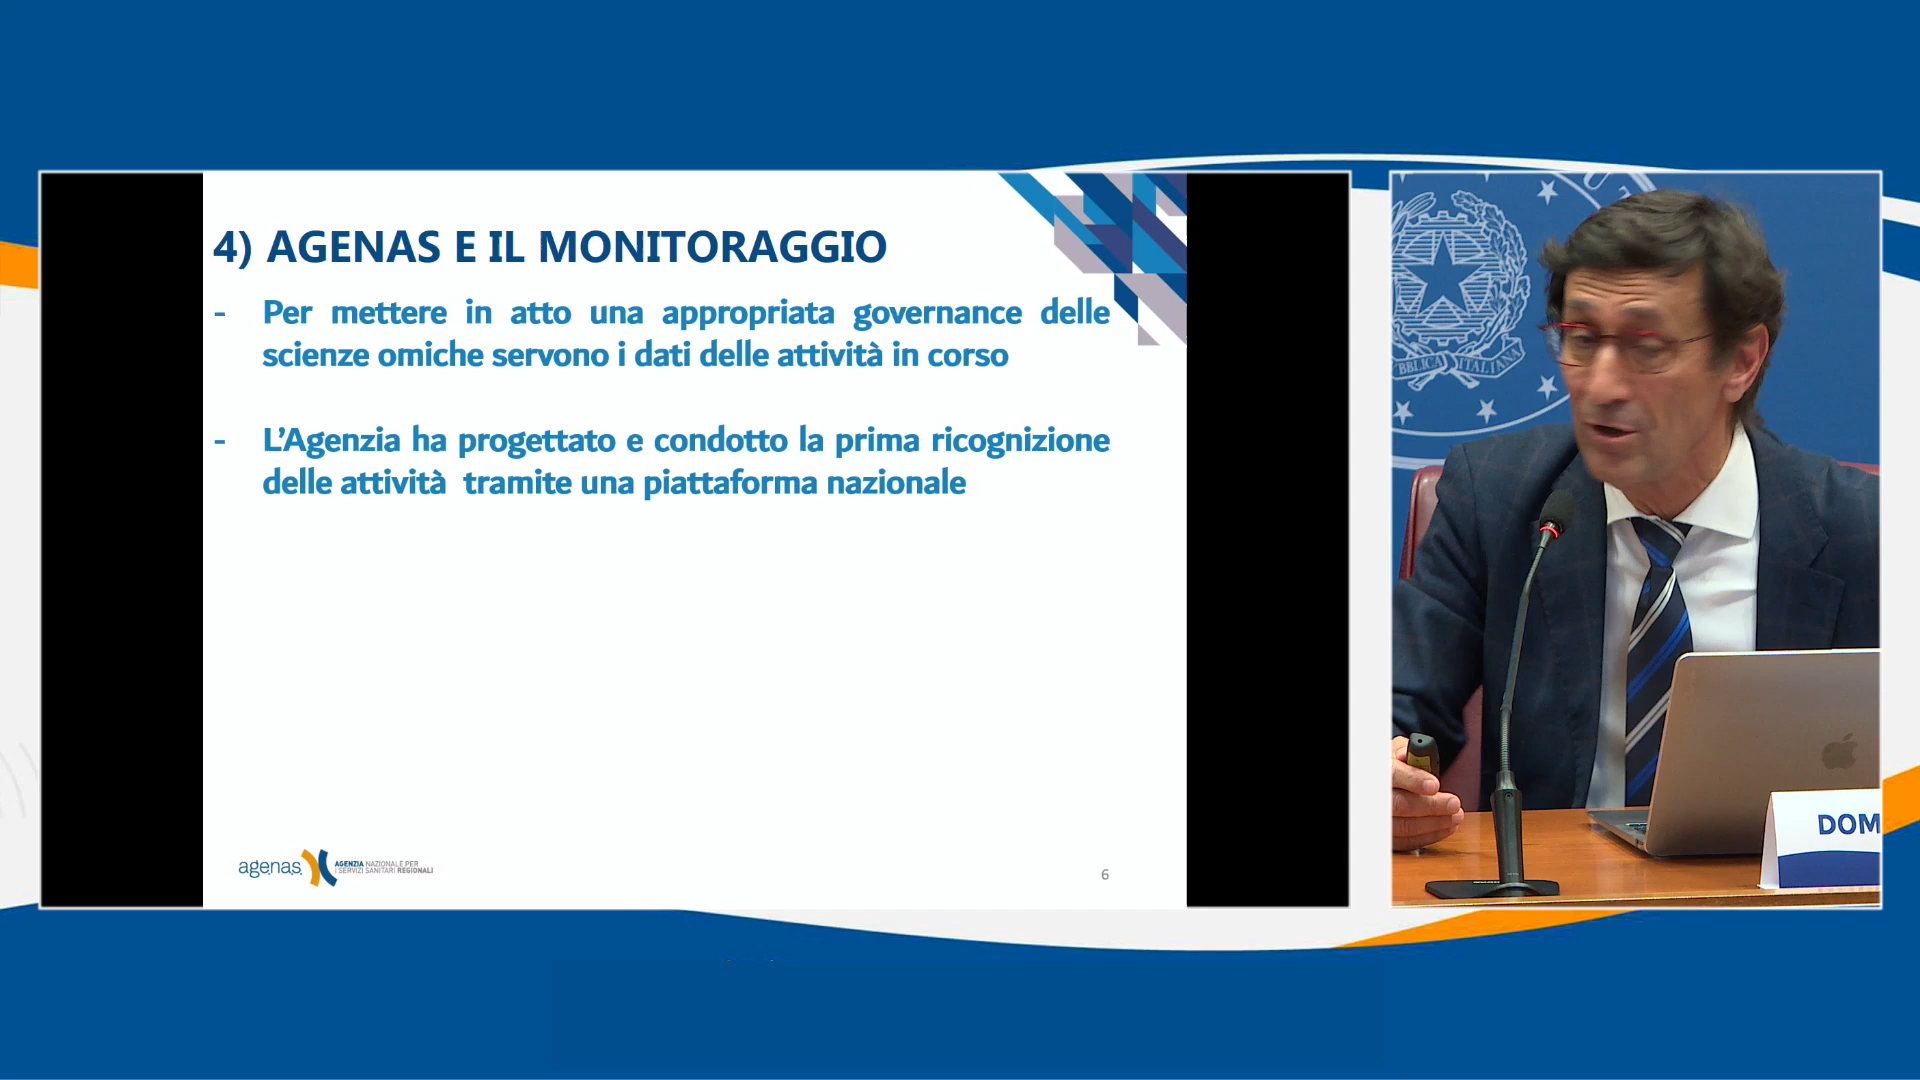 4) AGENAS E IL MONITORAGGIO
- Per mettere in atto una appropriata governance delle
scienze omiche servono i dati delle attività in corso
- L'Agenzia ha progettato e condotto la prima ricognizione
delle attività tramite una piattaforma nazionale
agenas
AGENZIA NAZIONALE PER
I SERVIZI SANITARI REGIONALI
6
BBLICA ITALIANA
DOM